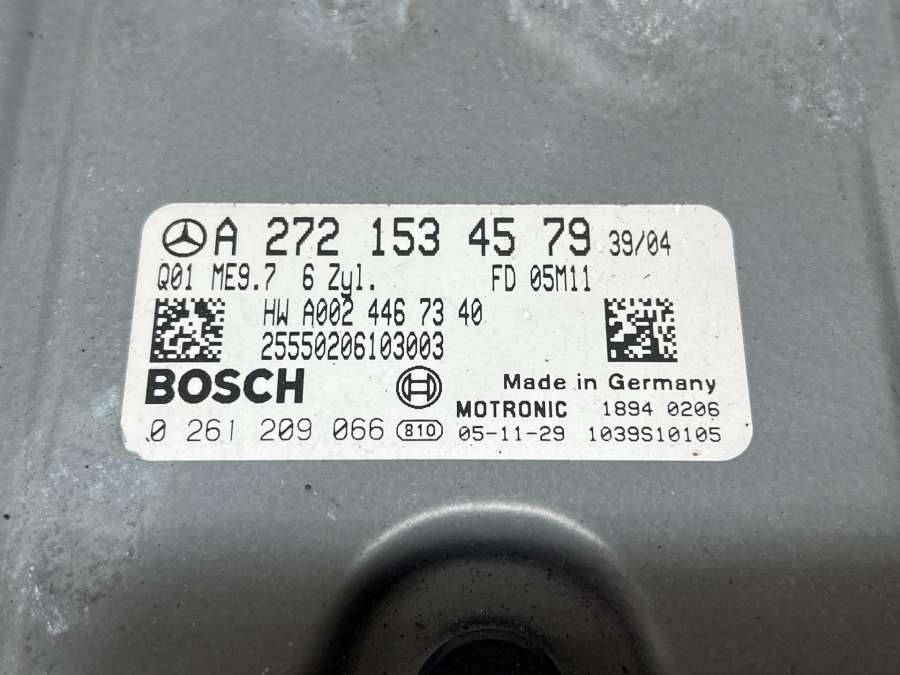 A 272 153 45 79 39/04
Q01 ME9.7 6 Zyl. FD 05M11
HW A002 446 73 40
25550206103003
BOSCH Made in Germany
MOTRONIC 1894 0206
0 261 209 066 810 05-11-29 1039S10105